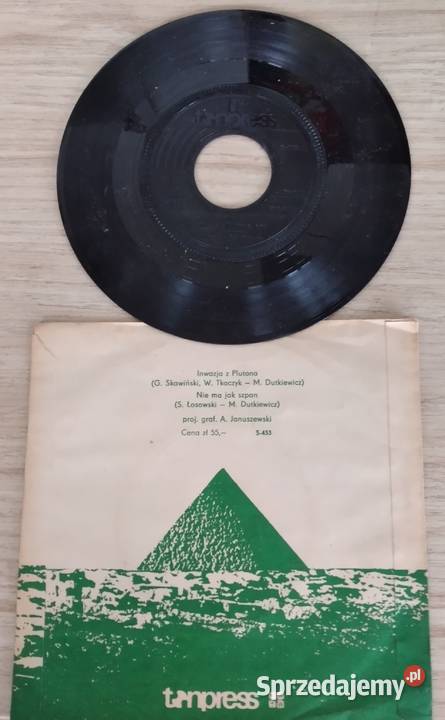 tonpress
Inwazja z Plutona
(G. Skawiński, W. Tkaczyk – M. Dutkiewicz)
Nie ma jak szpan
(S. Łosowski – M. Dutkiewicz)
proj. graf. A. Januszewski
Cena zł 55,– S-455
tonpress
Sprzedajemy.pl